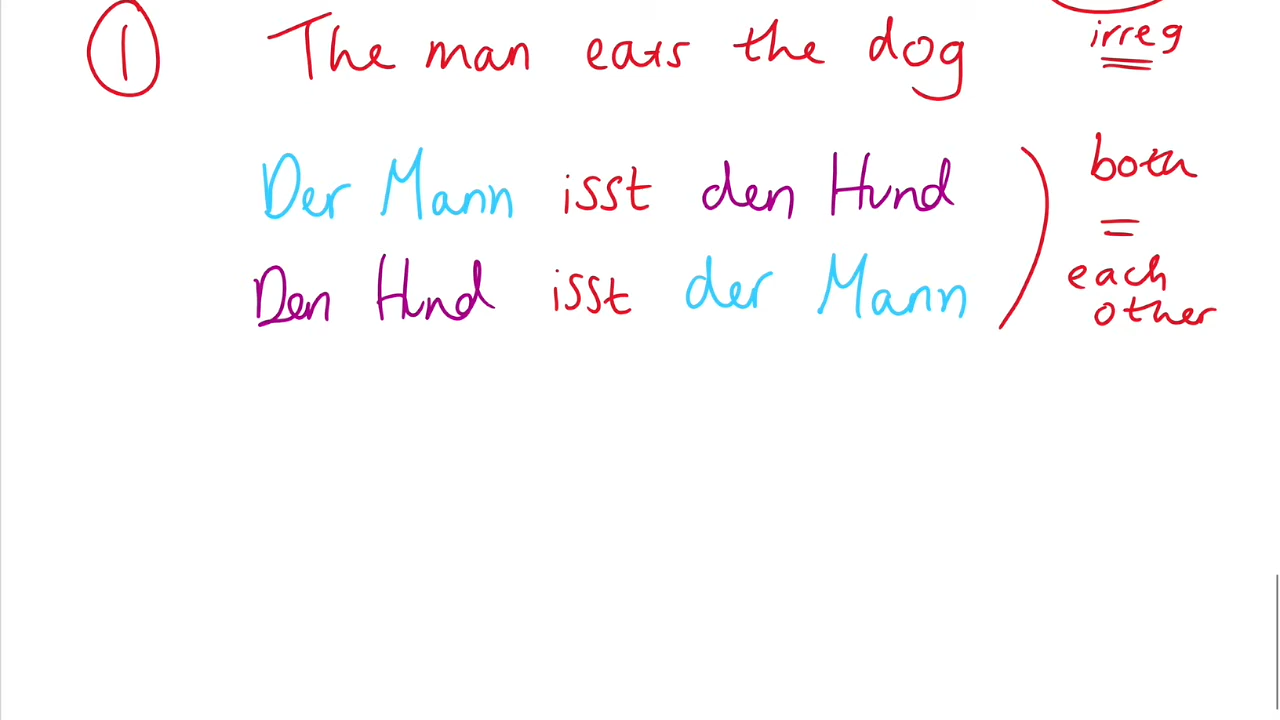 1 The man eats the dog
irreg
Der Mann isst den Hund
Den Hund isst der Mann
both
=
each
other